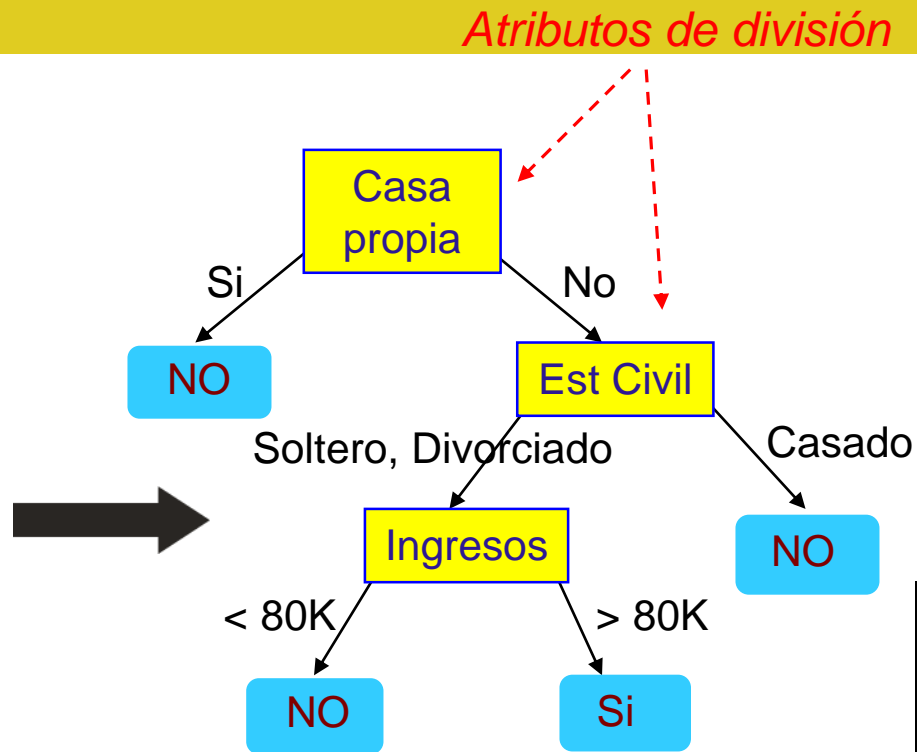 Atributos de división
Casa
propia
Si
No
NO
Est Civil
Soltero, Divorciado
Casado
Ingresos
NO
< 80K
> 80K
NO
Si